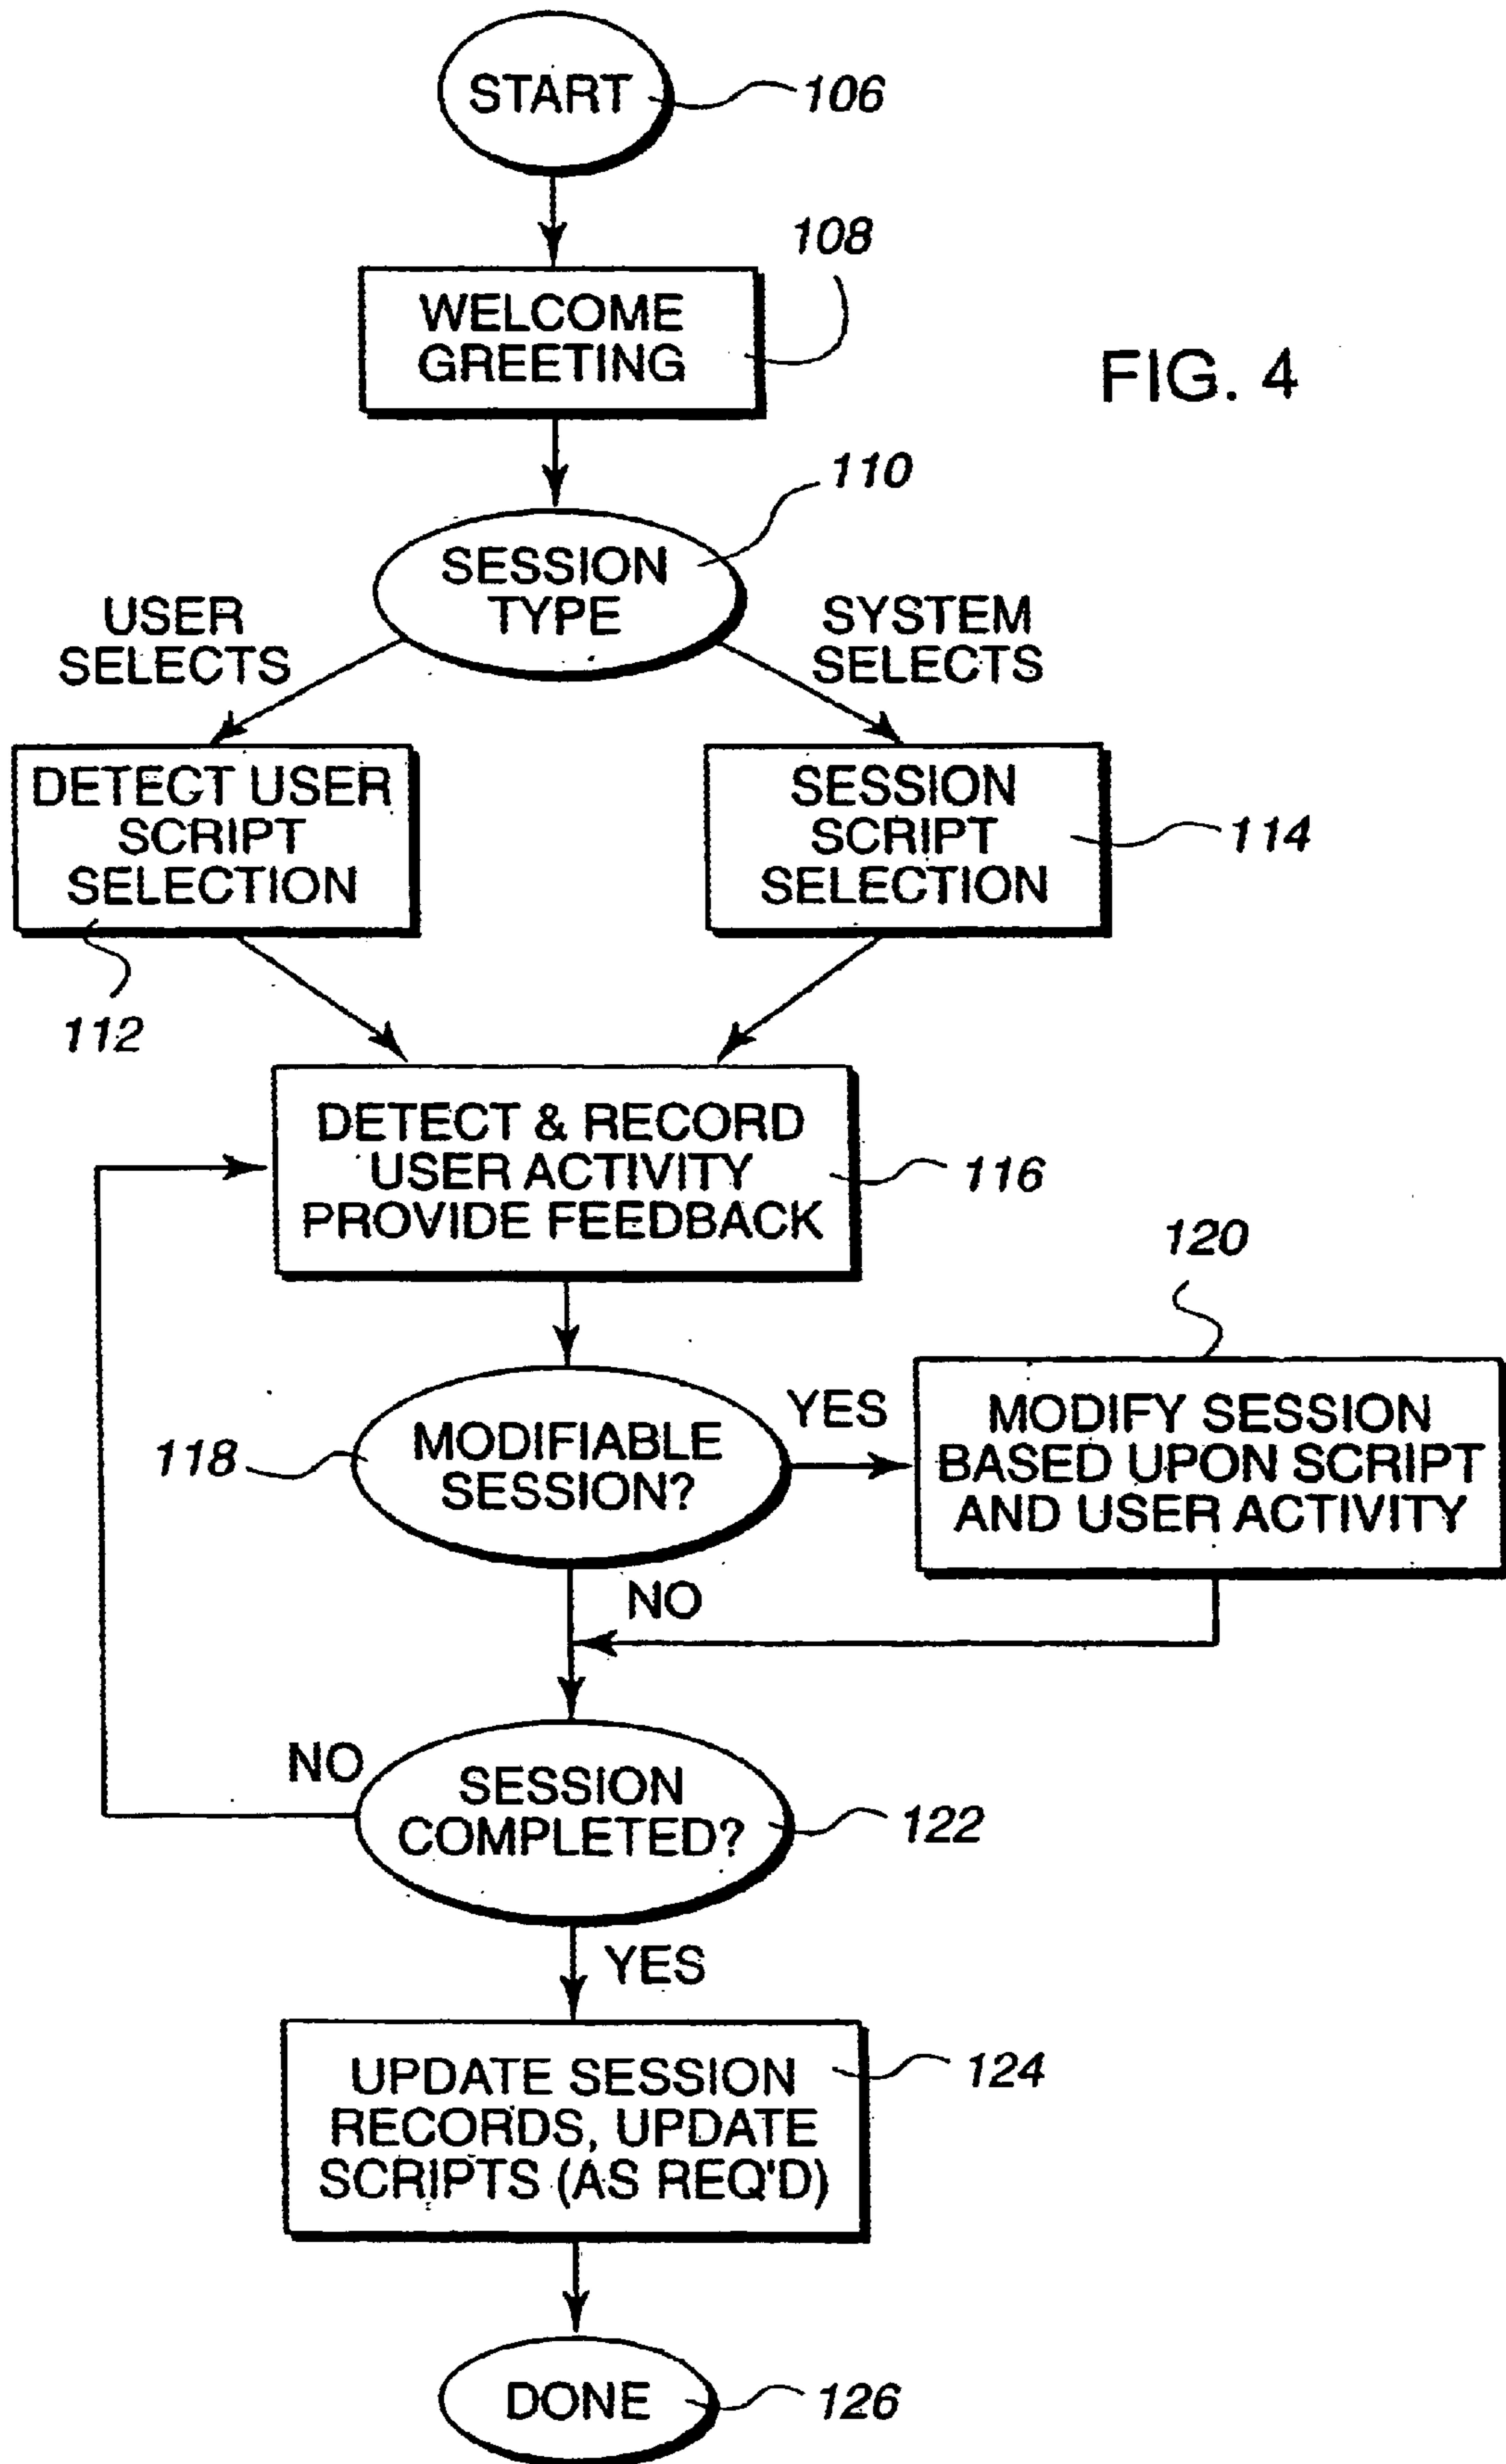 START
106
108
WELCOME
GREETING
FIG. 4
110
SESSION
TYPE
USER
SELECTS
SYSTEM
SELECTS
DETECT USER
SCRIPT
SELECTION
SESSION
SCRIPT
SELECTION
114
112
DETECT & RECORD
USER ACTIVITY
PROVIDE FEEDBACK
116
120
118
MODIFIABLE
SESSION?
YES
MODIFY SESSION
BASED UPON SCRIPT
AND USER ACTIVITY
NO
NO
SESSION
COMPLETED?
122
YES
UPDATE SESSION
RECORDS, UPDATE
SCRIPTS (AS REQ'D)
124
DONE
126